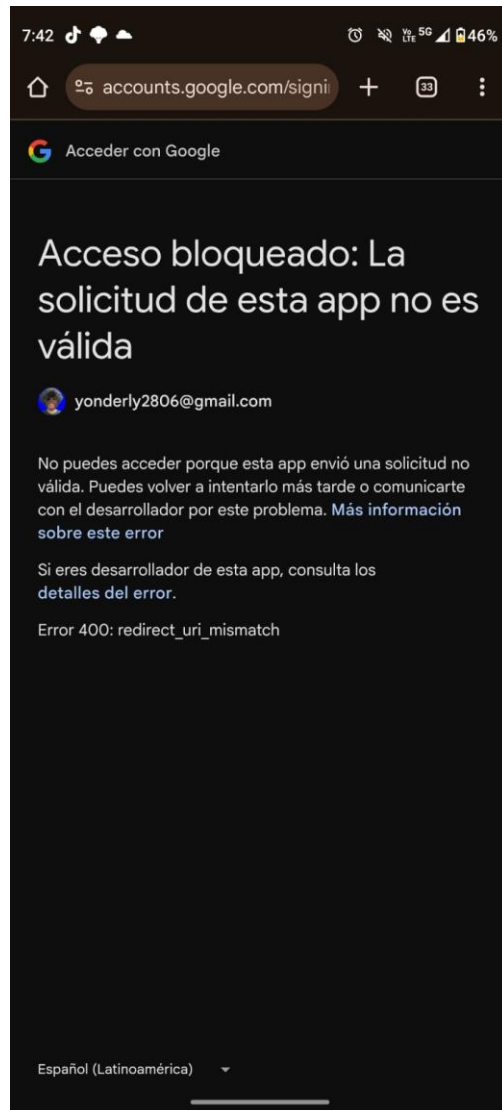 7:42
Vo LTE 5G 46%
accounts.google.com/signi
33
G Acceder con Google
Acceso bloqueado: La
solicitud de esta app no es
válida
yonderly2806@gmail.com
No puedes acceder porque esta app envió una solicitud no
válida. Puedes volver a intentarlo más tarde o comunicarte
con el desarrollador por este problema. Más información
sobre este error
Si eres desarrollador de esta app, consulta los
detalles del error.
Error 400: redirect_uri_mismatch
Español (Latinoamérica)